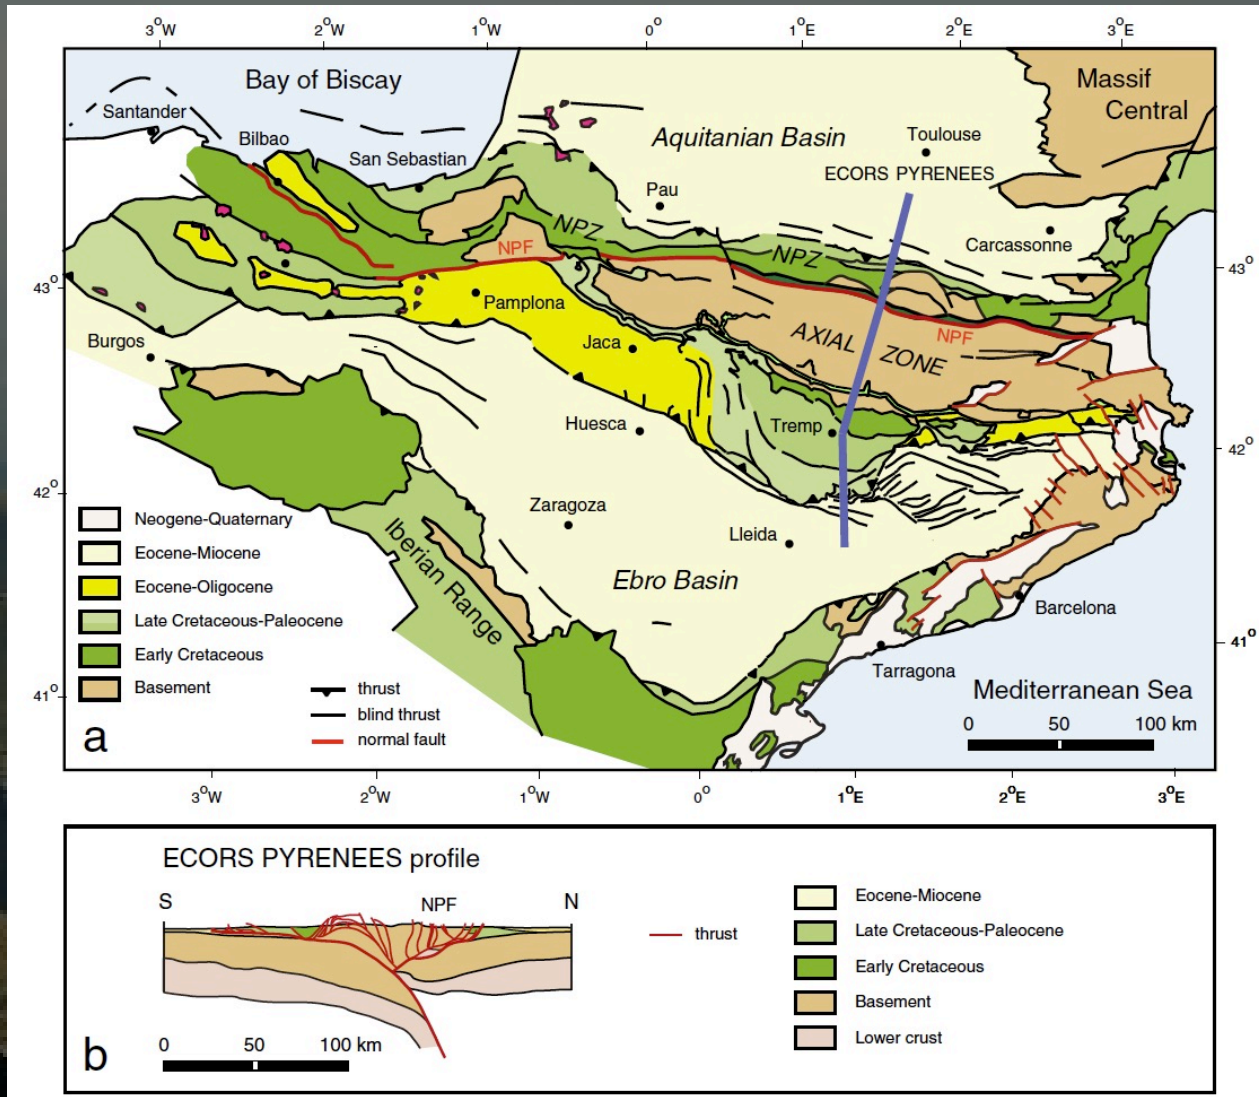 3°W 2°W 1°W 0° 1°E 2°E 3°E
Bay of Biscay
Massif
Central
Santander
Bilbao
San Sebastian
Aquitanian Basin
Toulouse
ECORS PYRENEES
Pau
NPZ
NPZ
Carcassonne
NPF
43°
43°
Pamplona
Burgos
Jaca
AXIAL ZONE
NPF
Huesca
Tremp
42°
42°
Zaragoza
Lleida
Iberian Range
Ebro Basin
Barcelona
Tarragona
41°
41°
Mediterranean Sea
0 50 100 km
Neogene-Quaternary
Eocene-Miocene
Eocene-Oligocene
Late Cretaceous-Paleocene
Early Cretaceous
Basement
thrust
blind thrust
normal fault
a
3°W 2°W 1°W 0° 1°E 2°E 3°E
ECORS PYRENEES profile
S NPF N
thrust
0 50 100 km
b
Eocene-Miocene
Late Cretaceous-Paleocene
Early Cretaceous
Basement
Lower crust